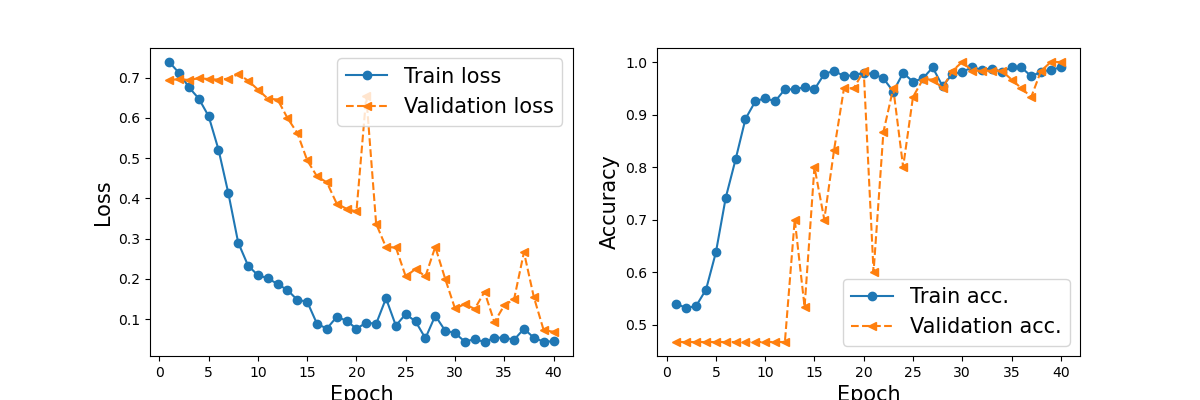 Train loss
Validation loss
0.7
0.6
0.5
0.4
0.3
0.2
0.1
Loss
0 5 10 15 20 25 30 35 40
Epoch
1.0
0.9
0.8
0.7
0.6
0.5
Accuracy
Train acc.
Validation acc.
0 5 10 15 20 25 30 35 40
Epoch